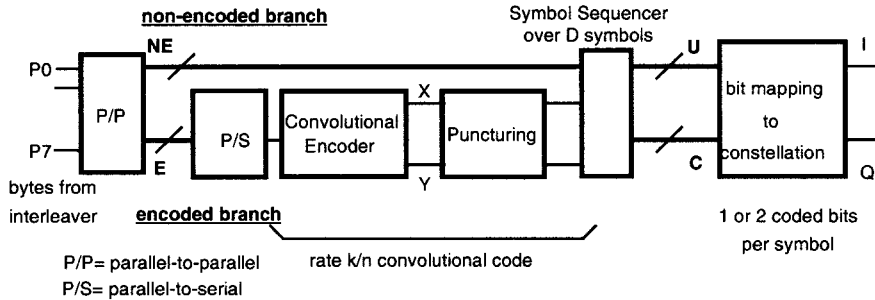 non-encoded branch
Symbol Sequencer
over D symbols
NE
U
I
P0
P/P
P7
E
P/S
Convolutional
Encoder
X
Y
Puncturing
C
bit mapping
to
constellation
Q
bytes from
interleaver
encoded branch
1 or 2 coded bits
per symbol
P/P= parallel-to-parallel
P/S= parallel-to-serial
rate k/n convolutional code